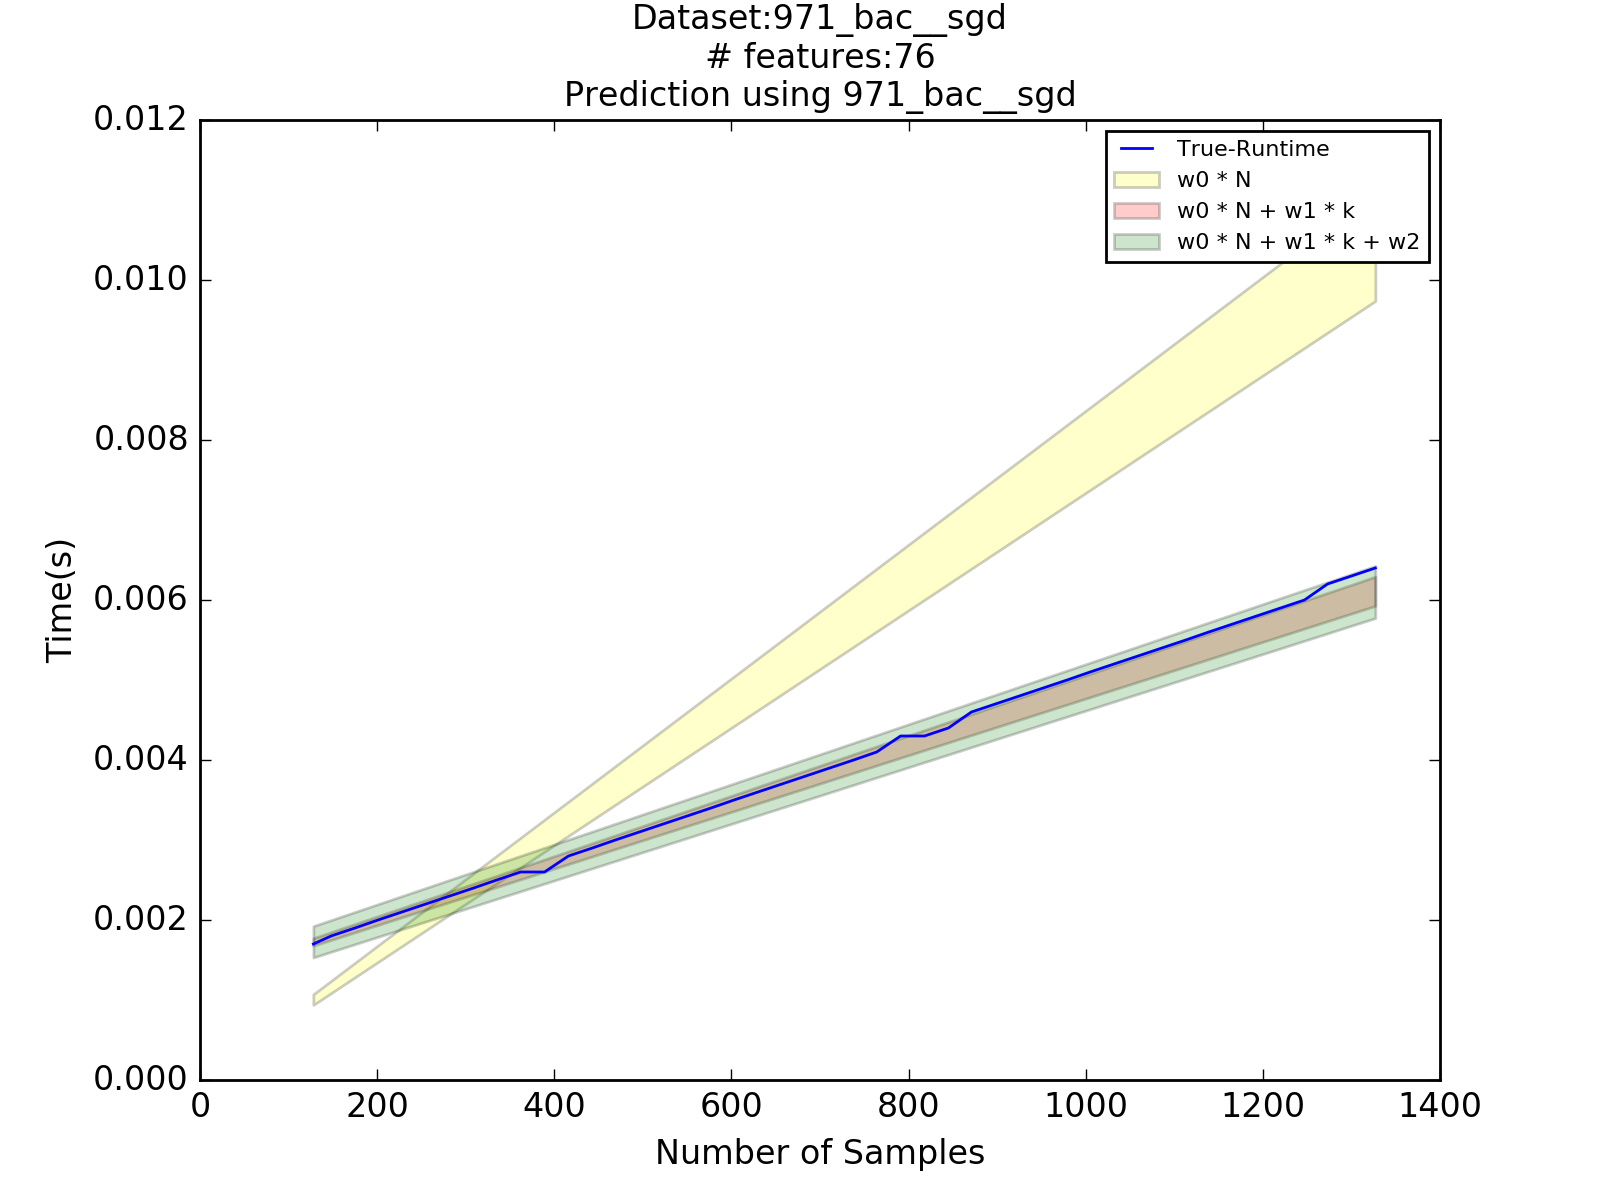 Dataset:971_bac__sgd
# features:76
Prediction using 971_bac__sgd
0.012
0.010
0.008
0.006
0.004
0.002
0.000
Time(s)
True-Runtime
w0 * N
w0 * N + w1 * k
w0 * N + w1 * k + w2
0 200 400 600 800 1000 1200 1400
Number of Samples